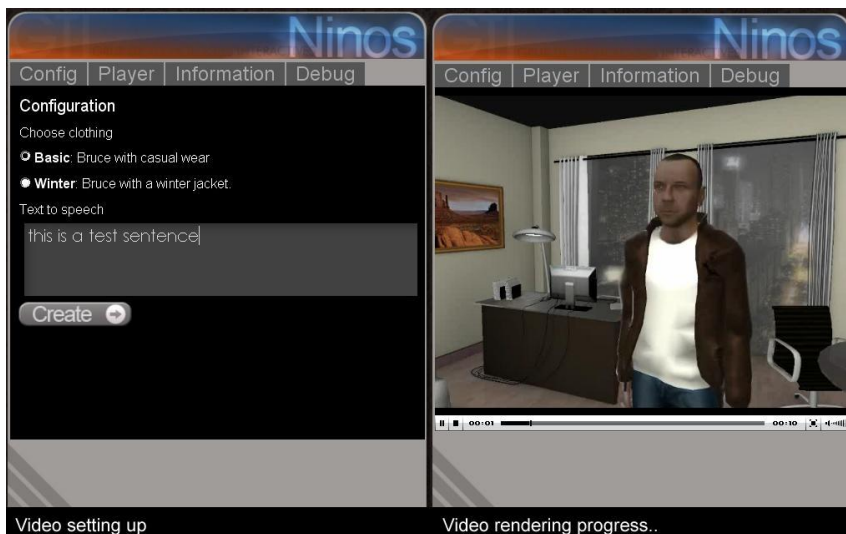 GTI Ninos
Config Player Information Debug
Configuration
Choose clothing
Basic: Bruce with casual wear
Winter: Bruce with a winter jacket.
Text to speech
this is a test sentence
Create
Video setting up
Ninos
Config Player Information Debug
00:01 00:10
Video rendering progress..